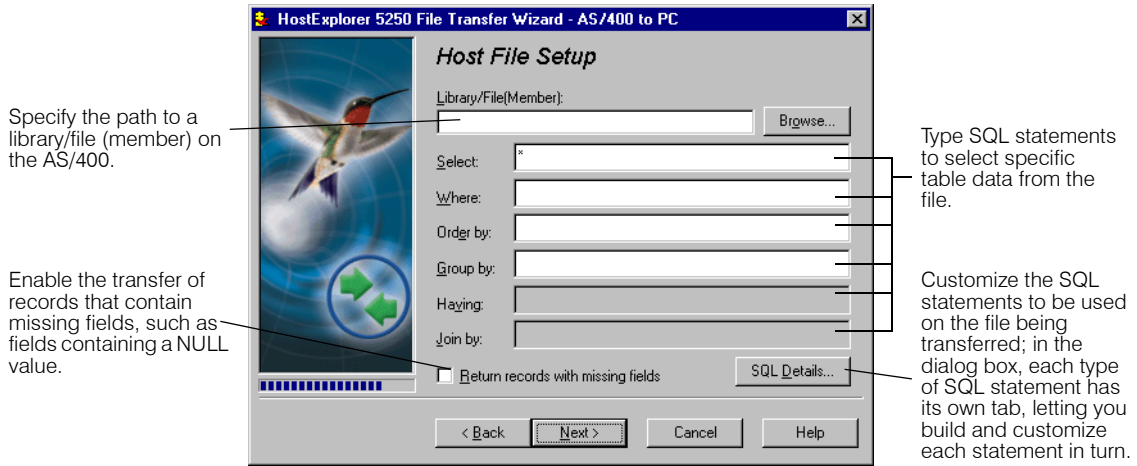 HostExplorer 5250 File Transfer Wizard - AS/400 to PC
Host File Setup
Library/File(Member):
Browse...
Select:
*
Where:
Order by:
Group by:
Having:
Join by:
Return records with missing fields
SQL Details...
< Back
Next >
Cancel
Help
Specify the path to a
library/file (member) on
the AS/400.
Enable the transfer of
records that contain
missing fields, such as
fields containing a NULL
value.
Type SQL statements
to select specific
table data from the
file.
Customize the SQL
statements to be used
on the file being
transferred; in the
dialog box, each type
of SQL statement has
its own tab, letting you
build and customize
each statement in turn.